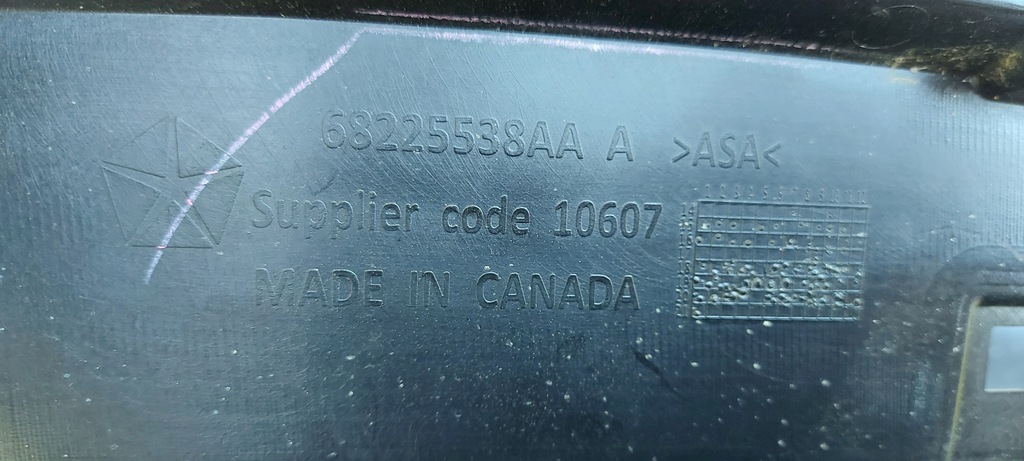 68225538AA A >ASA<
Supplier code 10607
MADE IN CANADA